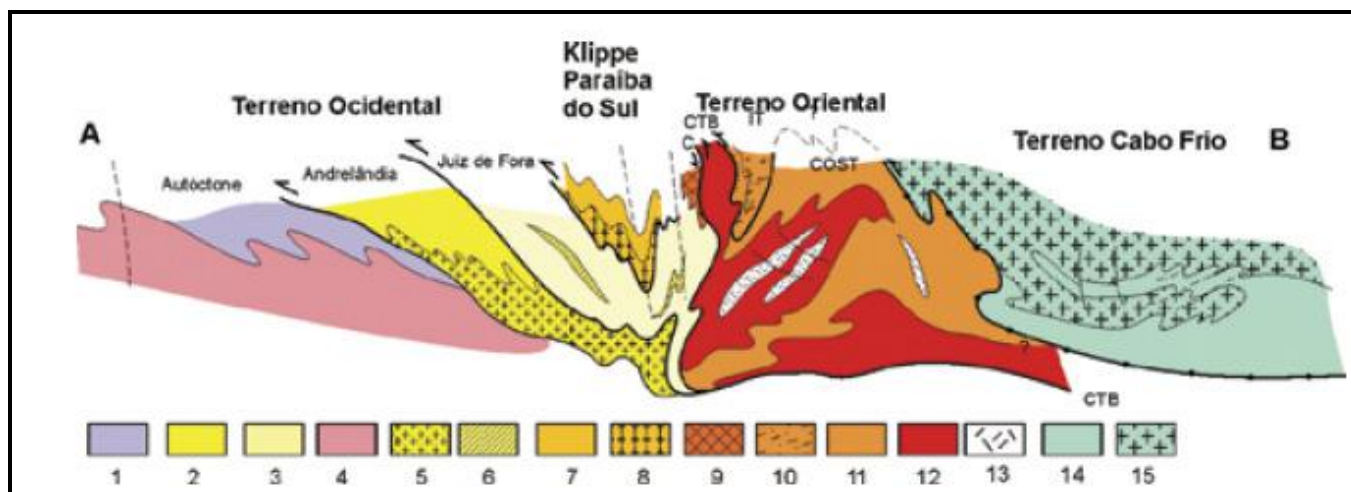 Klippe
Paraíba
do Sul
Terreno Ocidental
Terreno Oriental
A
CTB
IT
C
Terreno Cabo Frio
B
COST
Juiz de Fora
Andrelândia
Autóctone
?
CTB
1 2 3 4 5 6 7 8 9 10 11 12 13 14 15